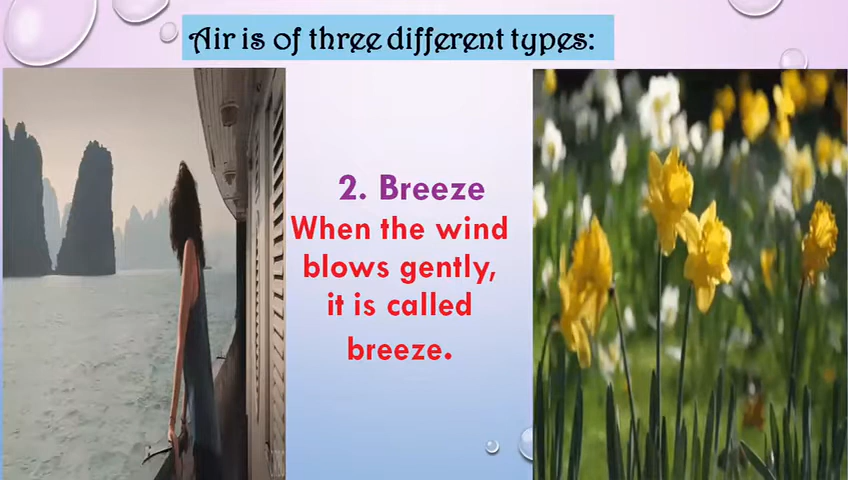 Air is of three different types:
2. Breeze
When the wind
blows gently,
it is called
breeze.